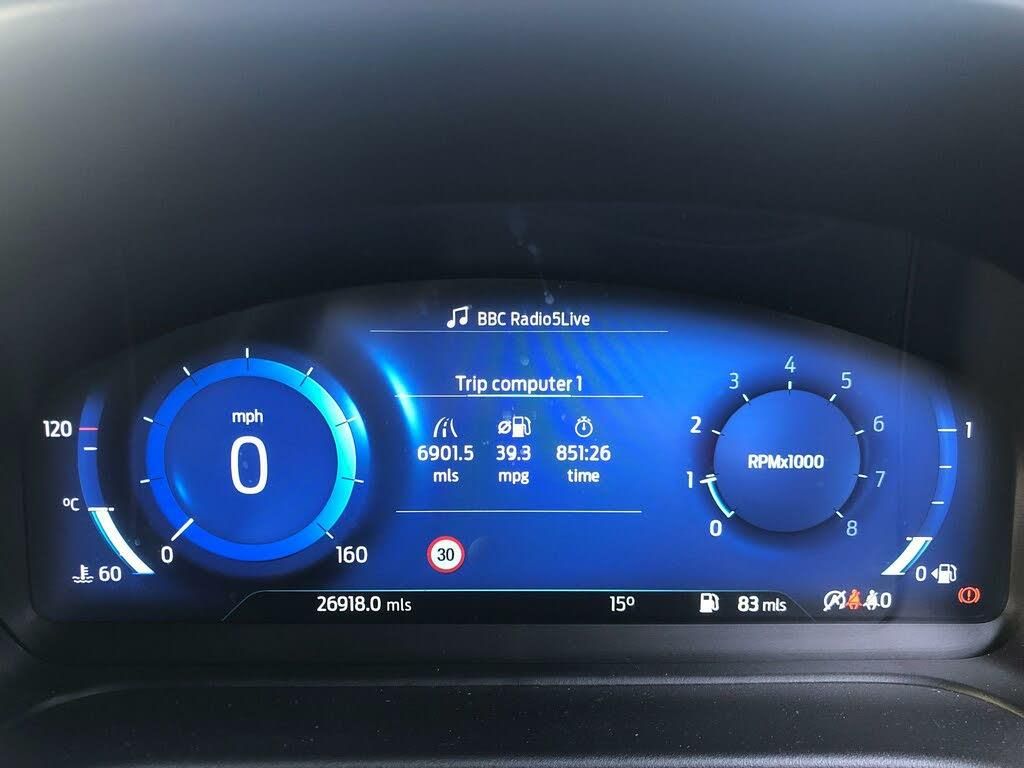 BBC Radio5Live
Trip computer 1
6901.5 39.3 851:26
mls mpg time
30
120
ºC
60
mph
0
0 160
RPMx1000
0 1 2 3 4 5 6 7 8
1
0
26918.0 mls 15º 83 mls 0